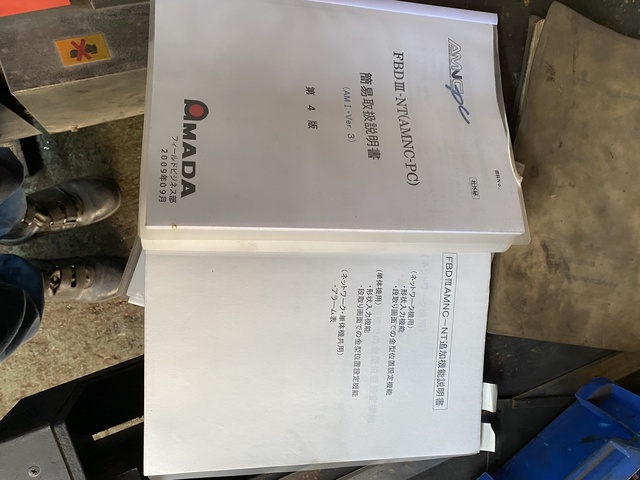 AMNC/PC
FBDⅢ-NT(AMNC-PC)
簡易取扱説明書
(AMⅠ-Ver.3)
第4版
社外秘
AMADA
フィールドビジネス部
2009年09月
FBDⅢAMNC-NT追加機能説明書
(ネットワーク機用)
・形状入力機能
・段取り画面での金型位置設定機能
(単体機用)
・形状入力機能
・段取り画面での金型位置設定機能
(ネットワーク・単体機共用)
・アラーム表